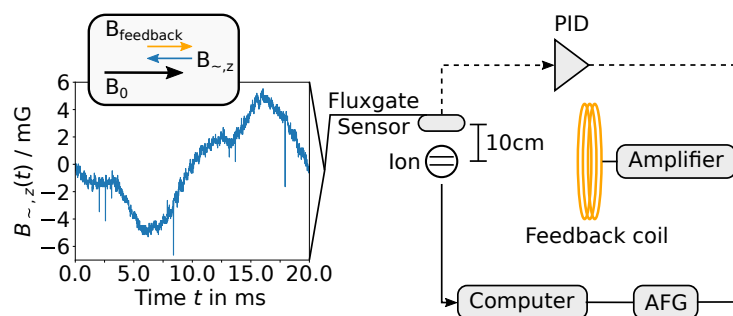 B_feedback
B_~,z
B_0
B_~,z(t) / mG
6
4
2
0
−2
−4
−6
0.0 5.0 10.0 15.0 20.0
Time t in ms
Fluxgate
Sensor
Ion
10cm
PID
Amplifier
Feedback coil
Computer
AFG